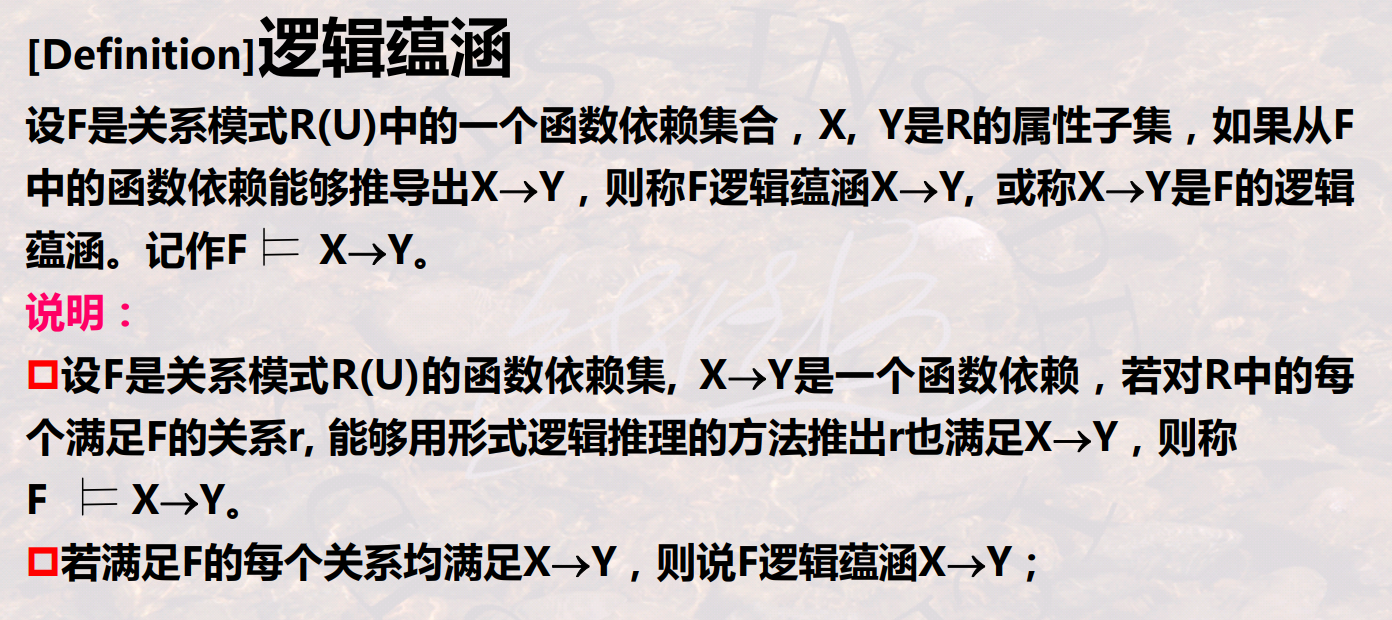 [Definition]逻辑蕴涵
设F是关系模式R(U)中的一个函数依赖集合，X, Y是R的属性子集，如果从F
中的函数依赖能够推导出X→Y，则称F逻辑蕴涵X→Y, 或称X→Y是F的逻辑
蕴涵。记作F ⊨ X→Y。
说明：
设F是关系模式R(U)的函数依赖集, X→Y是一个函数依赖，若对R中的每
个满足F的关系r, 能够用形式逻辑推理的方法推出r也满足X→Y，则称
F ⊨ X→Y。
若满足F的每个关系均满足X→Y，则说F逻辑蕴涵X→Y；